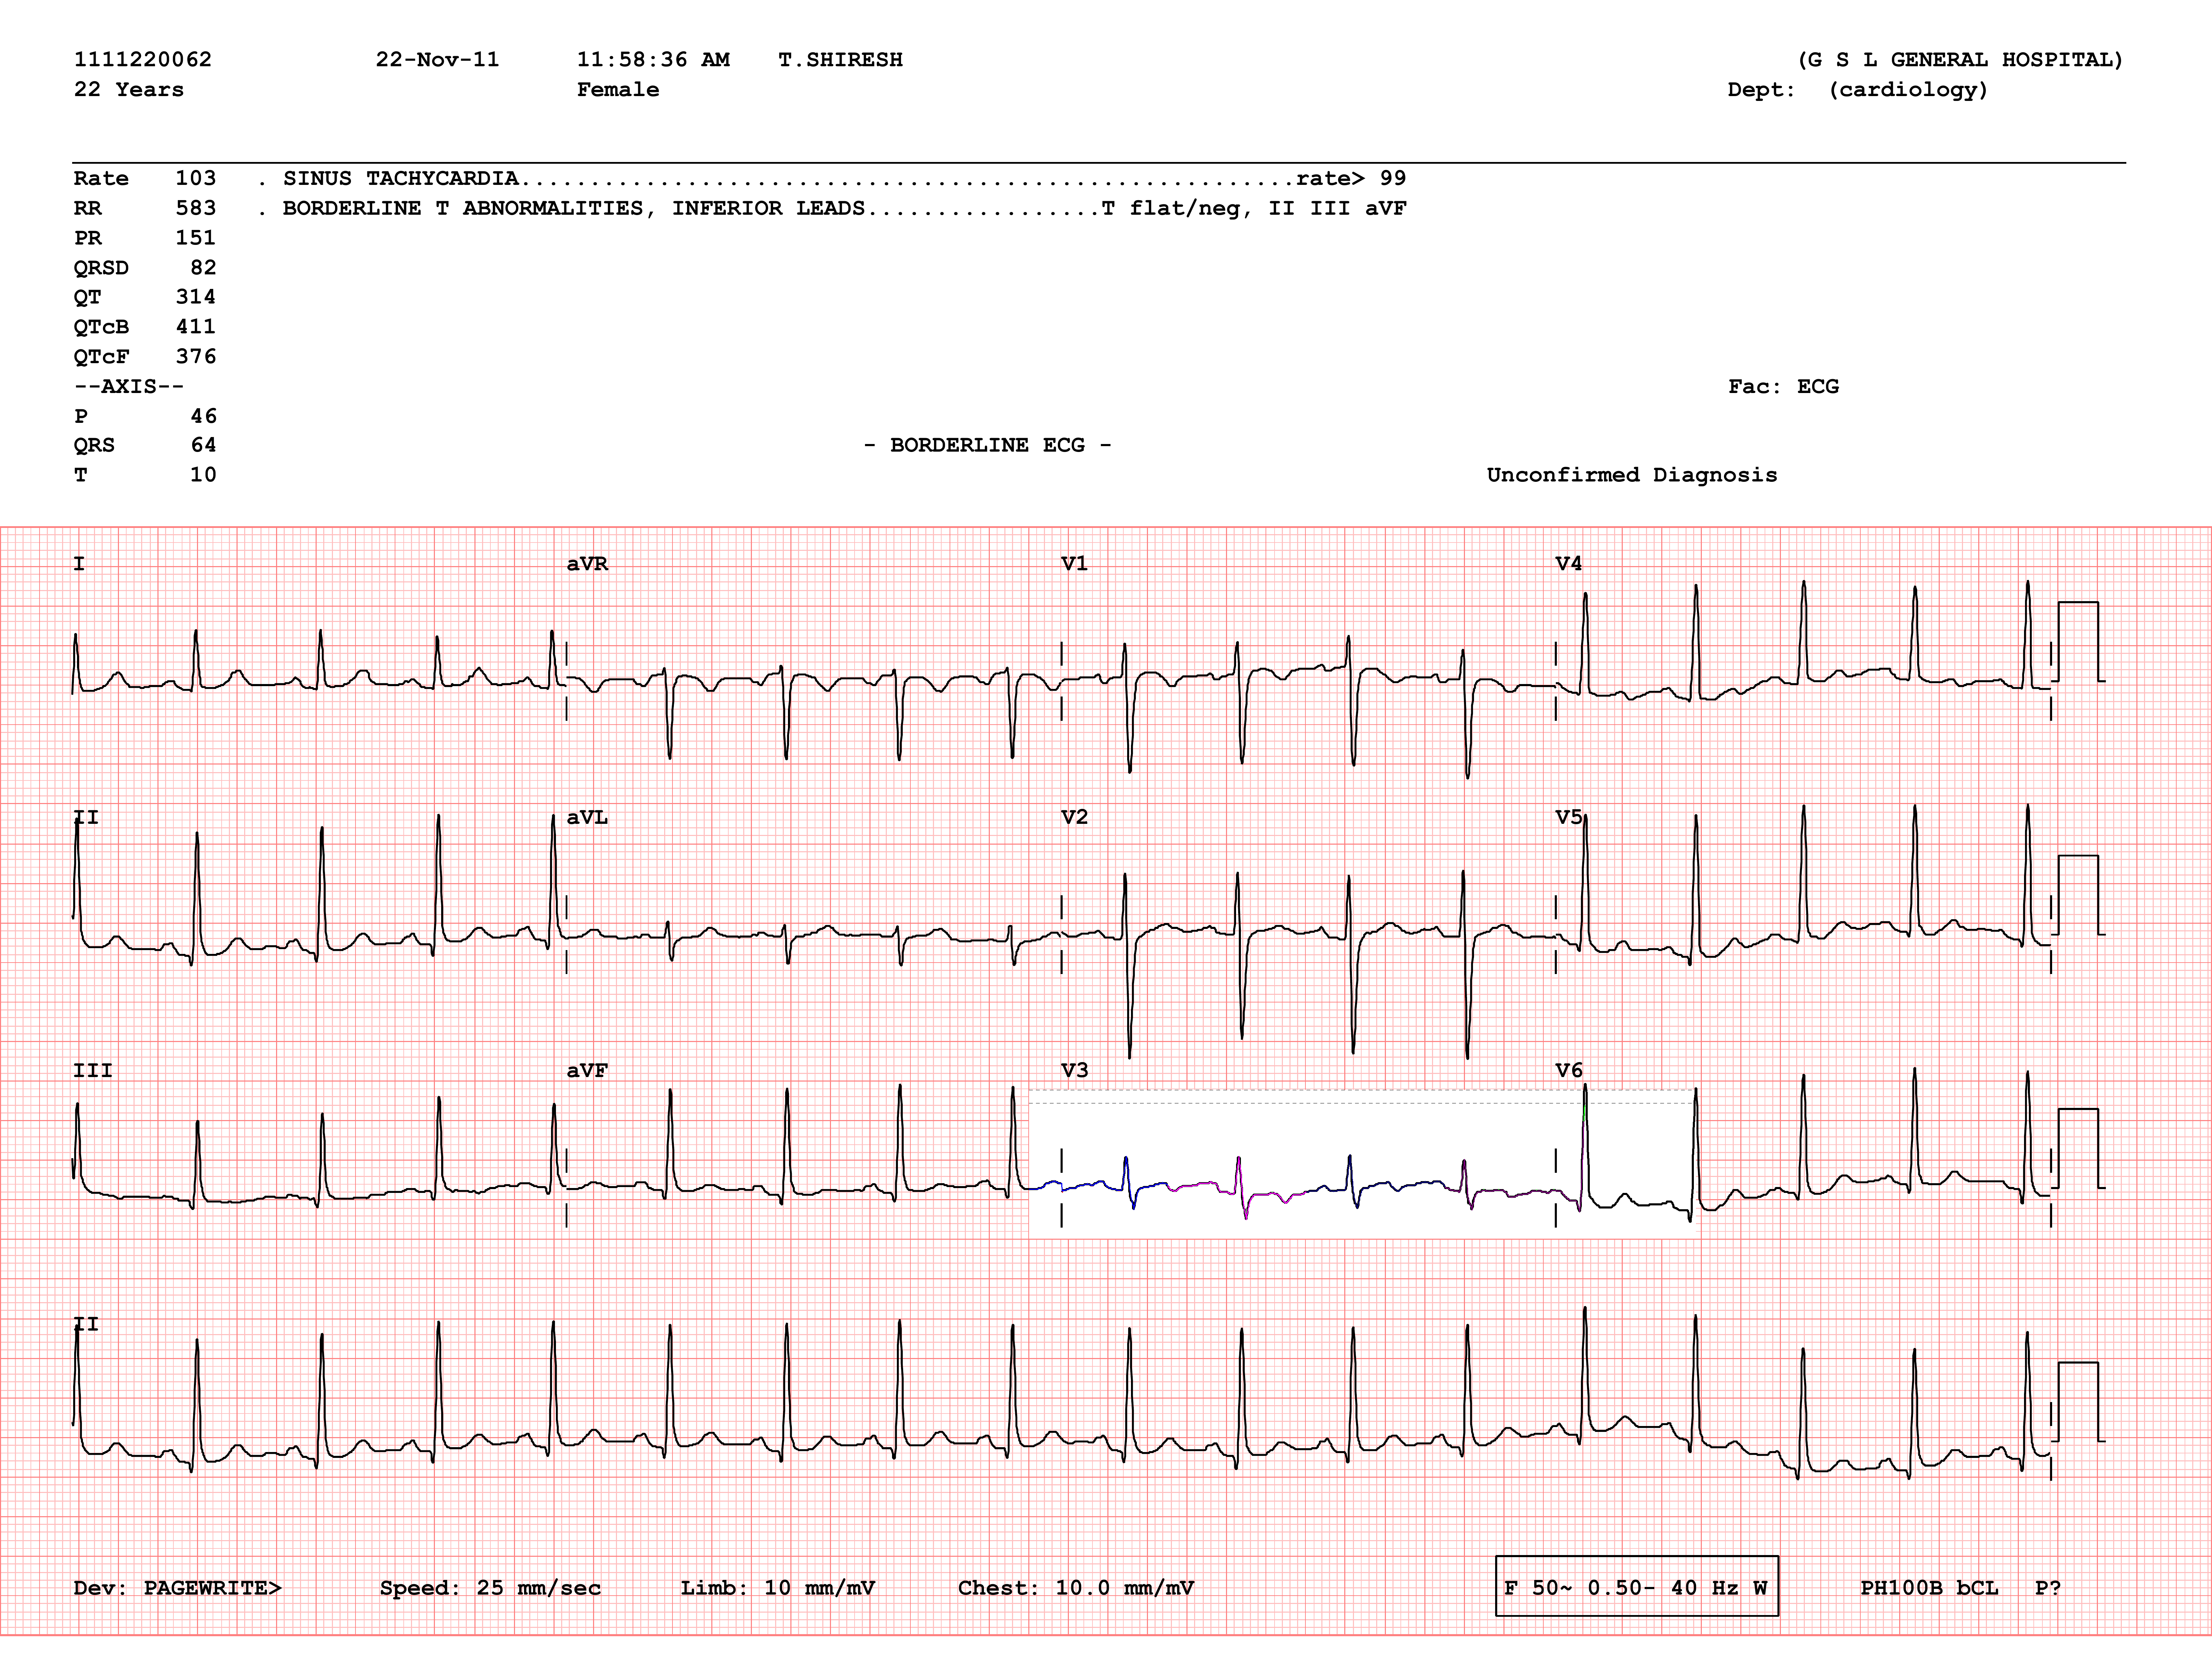 1111220062 22-Nov-11 11:58:36 AM T.SHIRESH (G S L GENERAL HOSPITAL)
22 Years Female Dept: (cardiology)
Rate 103 . SINUS TACHYCARDIA........................................................rate> 99
RR 583 . BORDERLINE T ABNORMALITIES, INFERIOR LEADS.................T flat/neg, II III aVF
PR 151
QRSD 82
QT 314
QTcB 411
QTcF 376
--AXIS-- Fac: ECG
P 46
QRS 64 - BORDERLINE ECG -
T 10 Unconfirmed Diagnosis
I aVR V1 V4
II aVL V2 V5
III aVF V3 V6
II
Dev: PAGEWRITE> Speed: 25 mm/sec Limb: 10 mm/mV Chest: 10.0 mm/mV F 50~ 0.50- 40 Hz W PH100B bCL P?